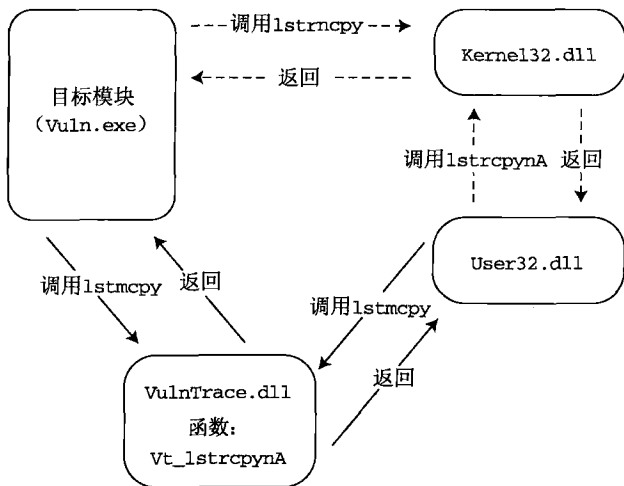 调用lstrncpy
返回
Kernel32.dll
目标模块
（Vuln.exe）
调用lstrcpynA
返回
User32.dll
调用lstmcpy
返回
调用lstmcpy
返回
VulnTrace.dll
函数：
Vt_lstrcpynA